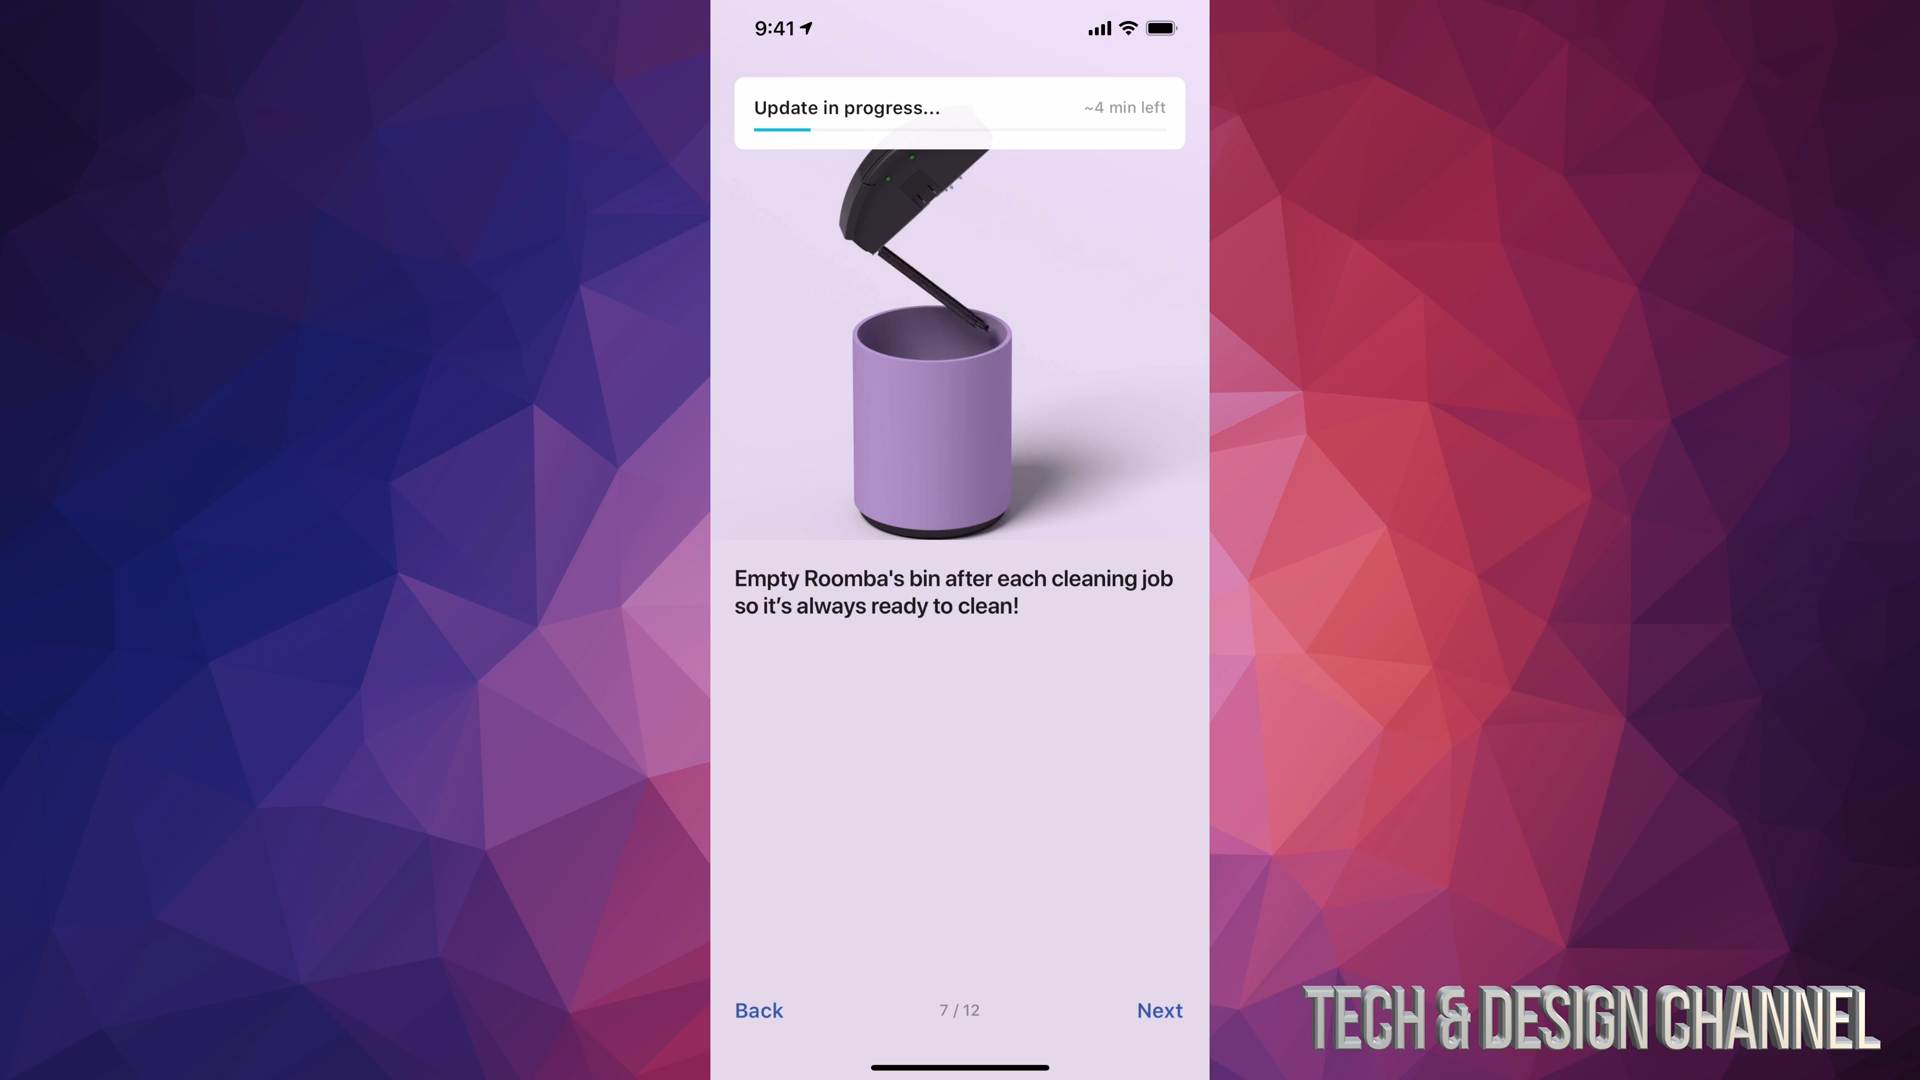 9:41
Update in progress...
~4 min left
Empty Roomba's bin after each cleaning job
so it's always ready to clean!
Back
7 / 12
Next
TECH & DESIGN CHANNEL